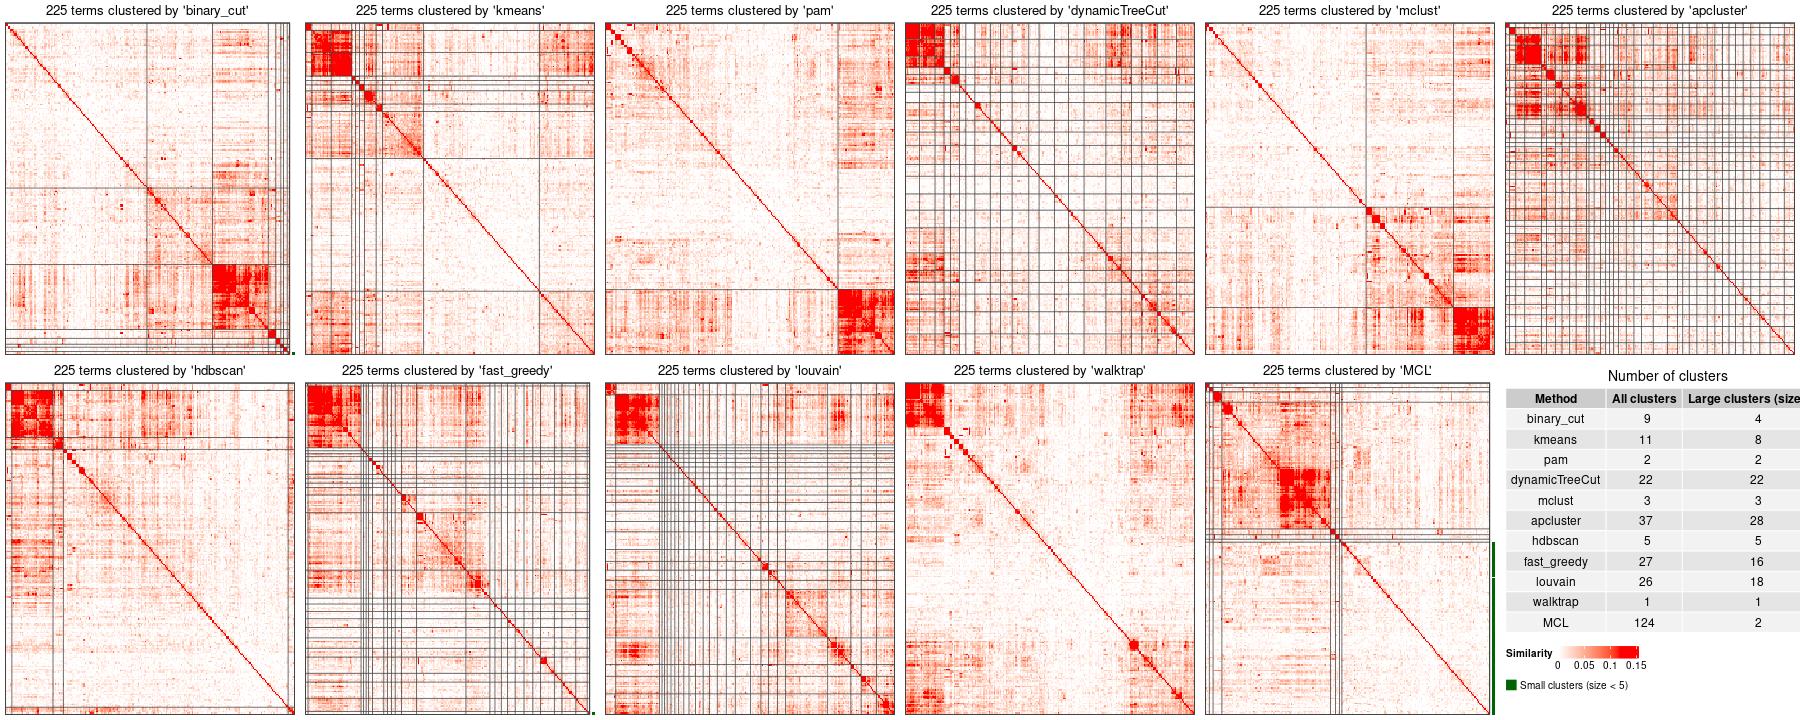 225 terms clustered by 'binary_cut'
225 terms clustered by 'kmeans'
225 terms clustered by 'pam'
225 terms clustered by 'dynamicTreeCut'
225 terms clustered by 'mclust'
225 terms clustered by 'apcluster'
225 terms clustered by 'hdbscan'
225 terms clustered by 'fast_greedy'
225 terms clustered by 'louvain'
225 terms clustered by 'walktrap'
225 terms clustered by 'MCL'
Number of clusters
Method All clusters Large clusters (size
binary_cut 9 4
kmeans 11 8
pam 2 2
dynamicTreeCut 22 22
mclust 3 3
apcluster 37 28
hdbscan 5 5
fast_greedy 27 16
louvain 26 18
walktrap 1 1
MCL 124 2
Similarity
0 0.05 0.1 0.15
Small clusters (size < 5)